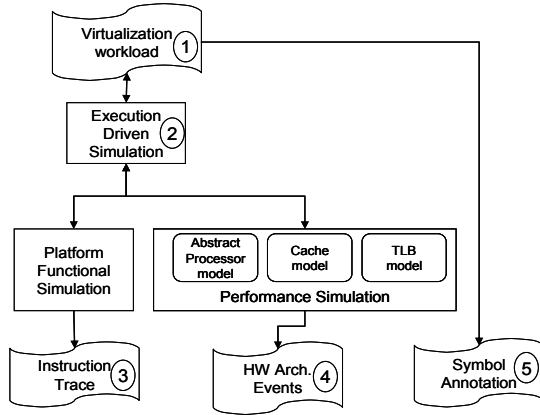 Virtualization
workload
1
Execution
Driven
Simulation
2
Platform
Functional
Simulation
Abstract
Processor
model
Cache
model
TLB
model
Performance Simulation
Instruction
Trace
3
HW Arch.
Events
4
Symbol
Annotation
5